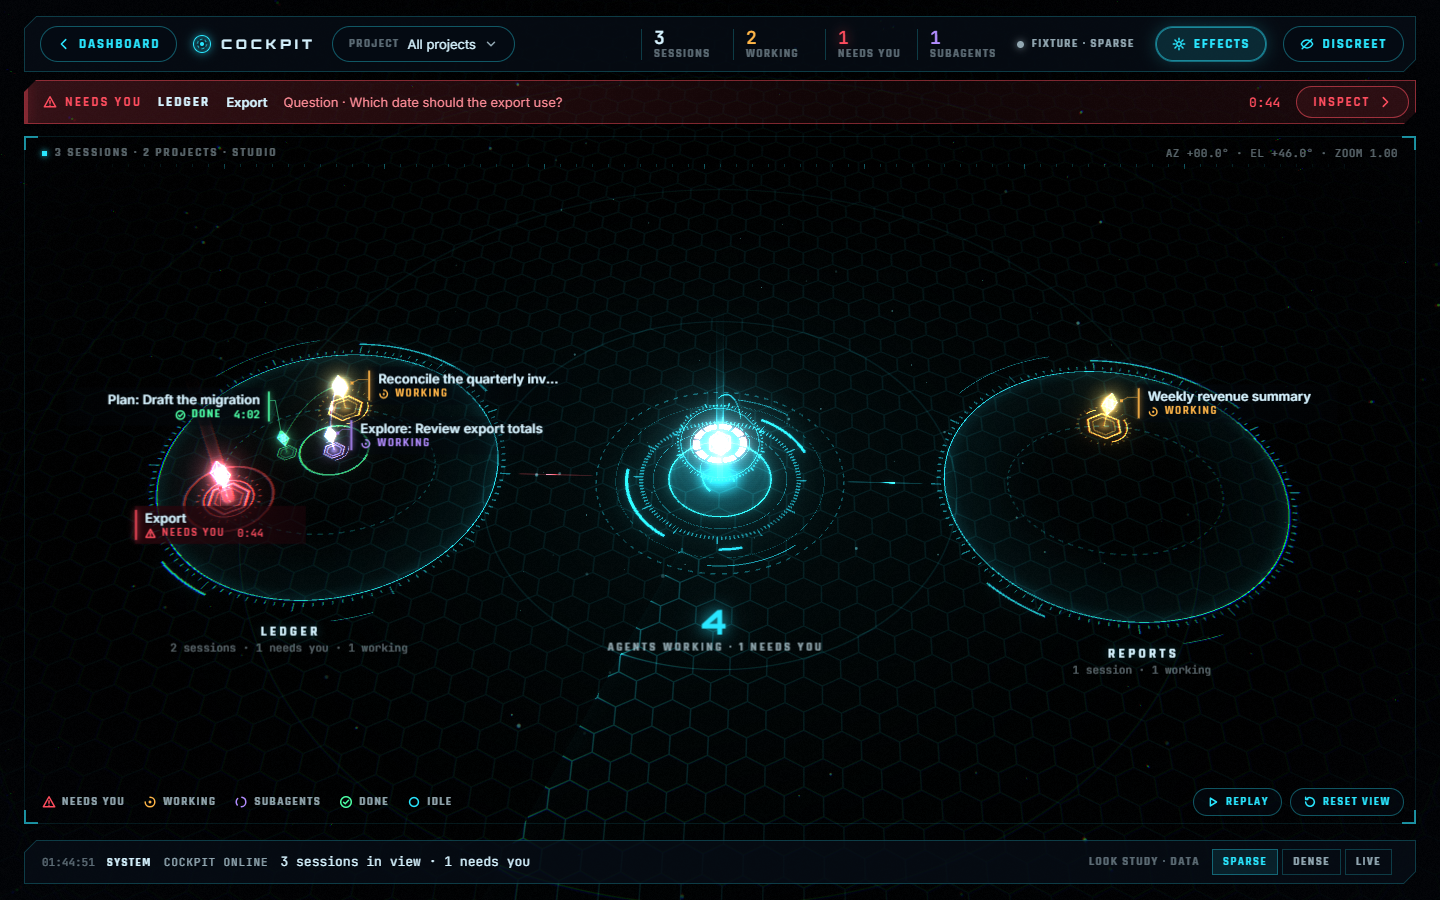 DASHBOARD
COCKPIT
PROJECT All projects
3 SESSIONS
2 WORKING
1 NEEDS YOU
1 SUBAGENTS
FIXTURE · SPARSE
EFFECTS
DISCREET
NEEDS YOU LEDGER Export Question · Which date should the export use?
0:44
INSPECT
3 SESSIONS · 2 PROJECTS · STUDIO
AZ +00.0° · EL +46.0° · ZOOM 1.00
Reconcile the quarterly inv...
WORKING
Plan: Draft the migration
DONE 4:02
Explore: Review export totals
WORKING
Weekly revenue summary
WORKING
Export
NEEDS YOU 0:44
LEDGER
2 sessions · 1 needs you · 1 working
4
AGENTS WORKING · 1 NEEDS YOU
REPORTS
1 session · 1 working
NEEDS YOU
WORKING
SUBAGENTS
DONE
IDLE
REPLAY
RESET VIEW
01:44:51 SYSTEM COCKPIT ONLINE 3 sessions in view · 1 needs you
LOOK STUDY · DATA
SPARSE
DENSE
LIVE